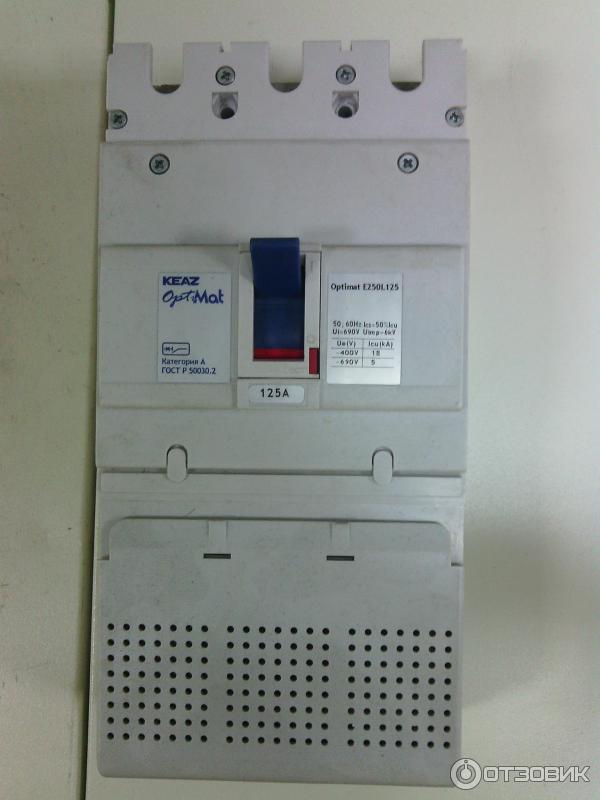 KEAZ
OptiMat
Категория А
ГОСТ Р 50030.2
125A
Optimat E250L125
50, 60Hz Ics=50%Icu
Ui=690V Uimp=6kV
Ue(V) Icu(kA)
~400V 18
~690V 5
ОТЗОВИК